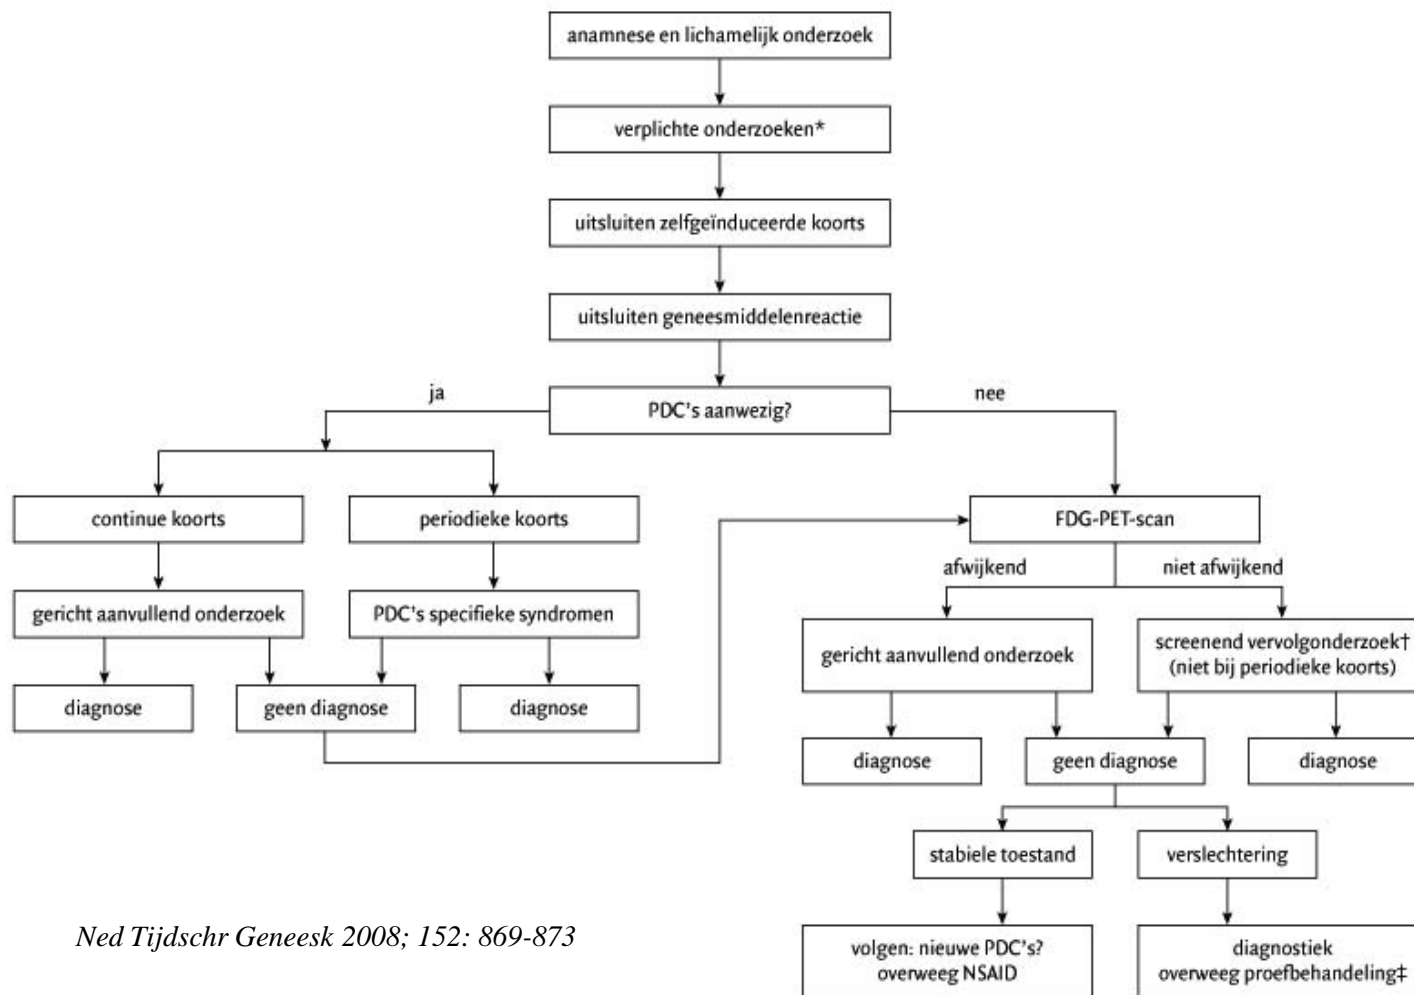 anamnese en lichamelijk onderzoek
verplichte onderzoeken*
uitsluiten zelfgeïnduceerde koorts
uitsluiten geneesmiddelenreactie
ja
PDC's aanwezig?
nee
continue koorts
periodieke koorts
FDG-PET-scan
afwijkend
niet afwijkend
gericht aanvullend onderzoek
PDC's specifieke syndromen
gericht aanvullend onderzoek
screenend vervolgonderzoek†
(niet bij periodieke koorts)
diagnose
geen diagnose
diagnose
diagnose
geen diagnose
diagnose
stabiele toestand
verslechtering
volgen: nieuwe PDC's?
overweeg NSAID
diagnostiek
overweeg proefbehandeling‡
Ned Tijdschr Geneesk 2008; 152: 869-873